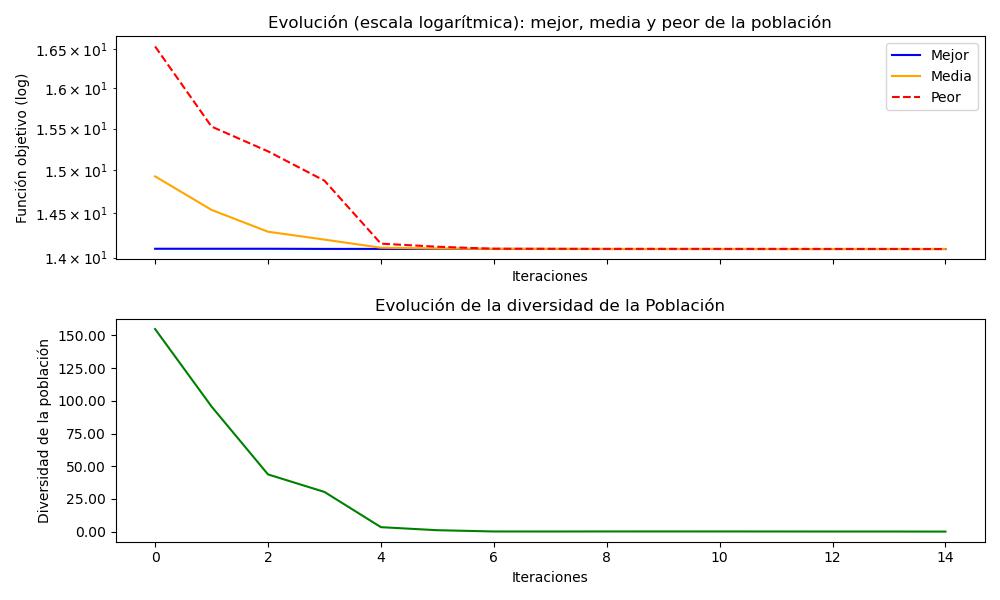 Evolución (escala logarítmica): mejor, media y peor de la población
Función objetivo (log)
1.65 × 10¹
1.6 × 10¹
1.55 × 10¹
1.5 × 10¹
1.45 × 10¹
1.4 × 10¹
Mejor
Media
Peor
Iteraciones
Evolución de la diversidad de la Población
Diversidad de la población
150.00
125.00
100.00
75.00
50.00
25.00
0.00
0 2 4 6 8 10 12 14
Iteraciones